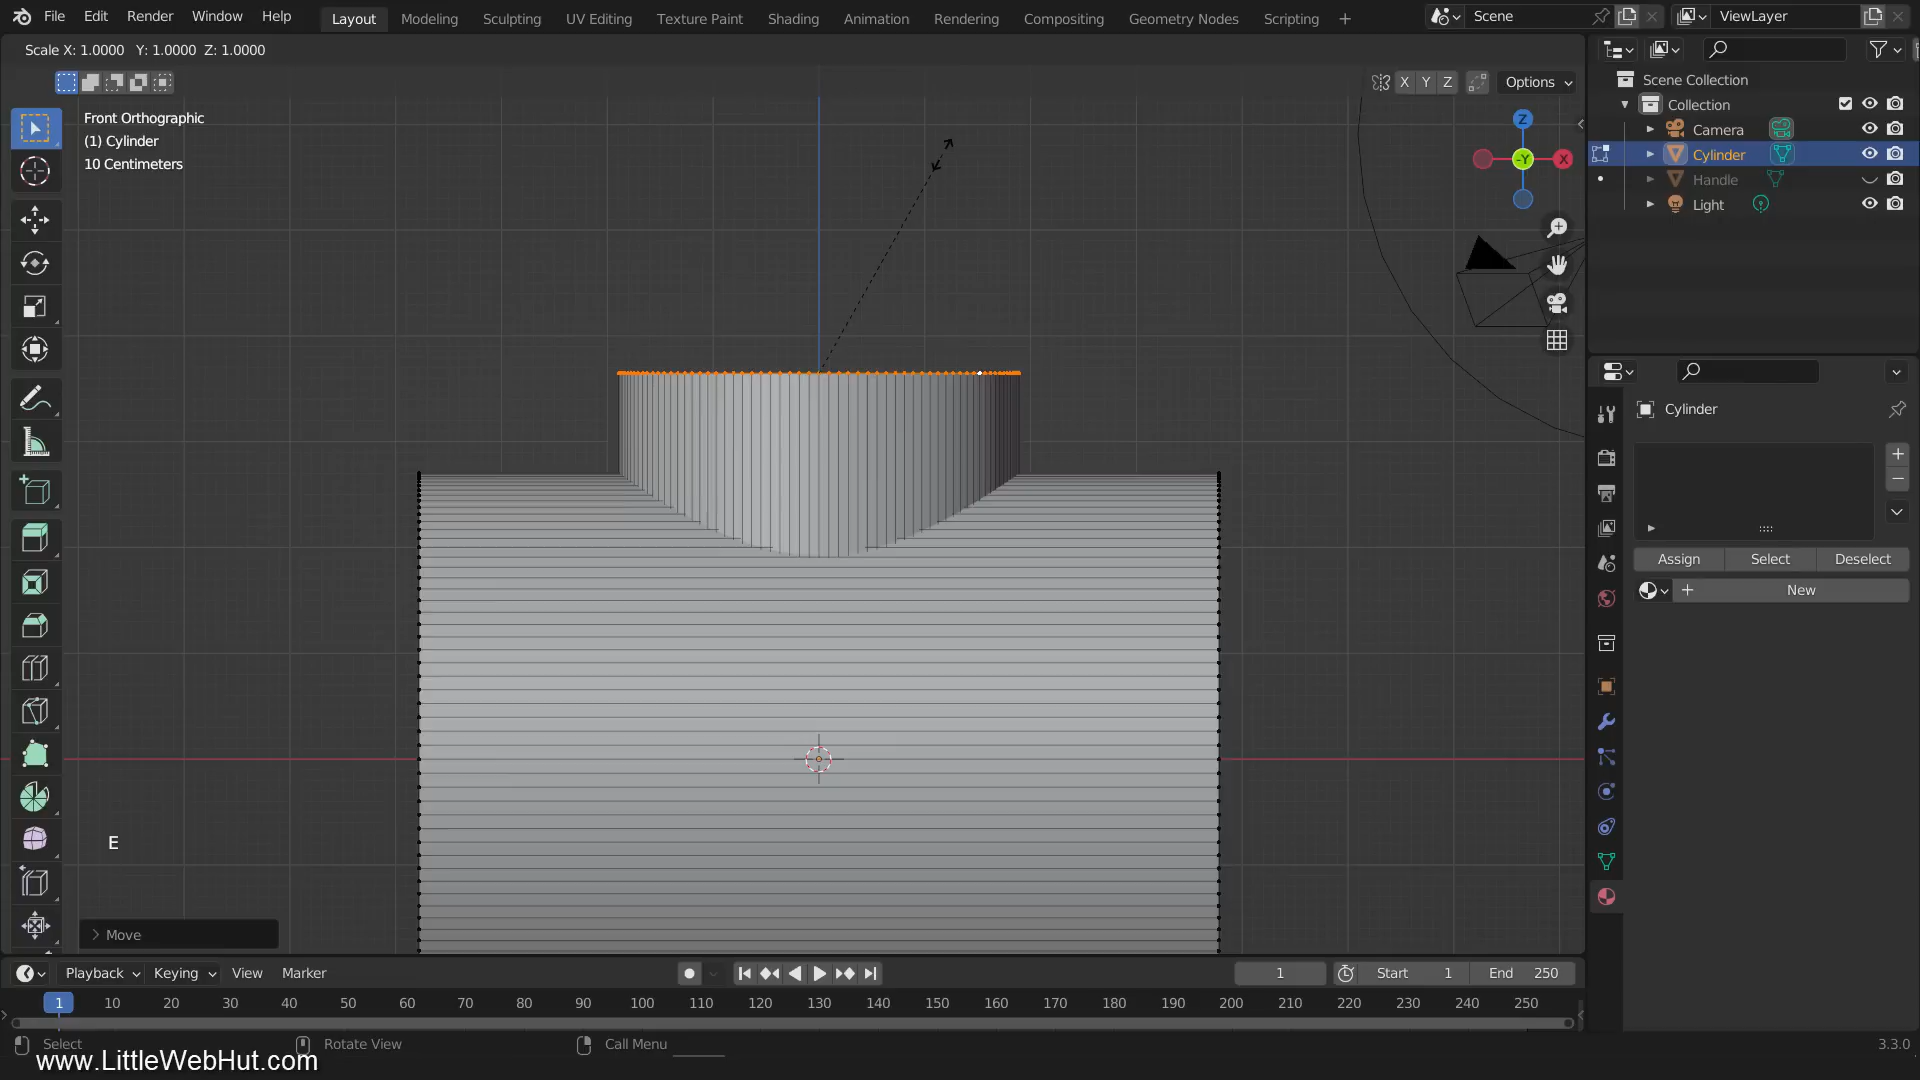 File Edit Render Window Help Layout Modeling Sculpting UV Editing Texture Paint Shading Animation Rendering Compositing Geometry Nodes Scripting + Scene ViewLayer
Scale X: 1.0000 Y: 1.0000 Z: 1.0000
X Y Z Options
Front Orthographic
(1) Cylinder
10 Centimeters
Z
-Y X
Scene Collection
Collection
Camera
Cylinder
Handle
Light
Cylinder
Assign Select Deselect
New
E
Move
Playback Keying View Marker 1 Start 1 End 250
1 10 20 30 40 50 60 70 80 90 100 110 120 130 140 150 160 170 180 190 200 210 220 230 240 250
Select Rotate View Call Menu 3.3.0
www.LittleWebHut.com